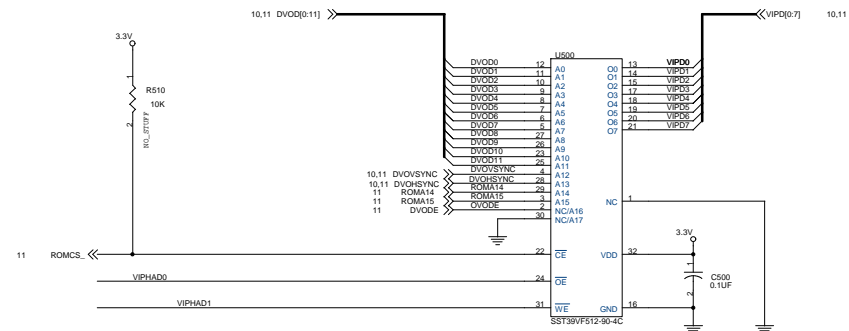 10,11 DVOD[0:11]
VIPD[0:7] 10,11
3.3V
1
R510
10K
2
NO_STUFF
U500
DVOD0 12 A0 O0 13 VIPD0
DVOD1 11 A1 O1 14 VIPD1
DVOD2 10 A2 O2 15 VIPD2
DVOD3 9 A3 O3 17 VIPD3
DVOD4 8 A4 O4 18 VIPD4
DVOD5 7 A5 O5 19 VIPD5
DVOD6 6 A6 O6 20 VIPD6
DVOD7 5 A7 O7 21 VIPD7
DVOD8 27 A8
DVOD9 26 A9
DVOD10 23 A10
DVOD11 25 A11
10,11 DVOVSYNC DVOVSYNC 4 A12
10,11 DVOHSYNC DVOHSYNC 28 A13
11 ROMA14 ROMA14 29 A14
11 ROMA15 ROMA15 3 A15
11 DVODE OVODE 2 NC/A16
30 NC/A17
NC 1
3.3V
11 ROMCS_ 22 CE VDD 32
1
C500
0.1UF
2
VIPHAD0 24 OE
VIPHAD1 31 WE GND 16
SST39VF512-90-4C